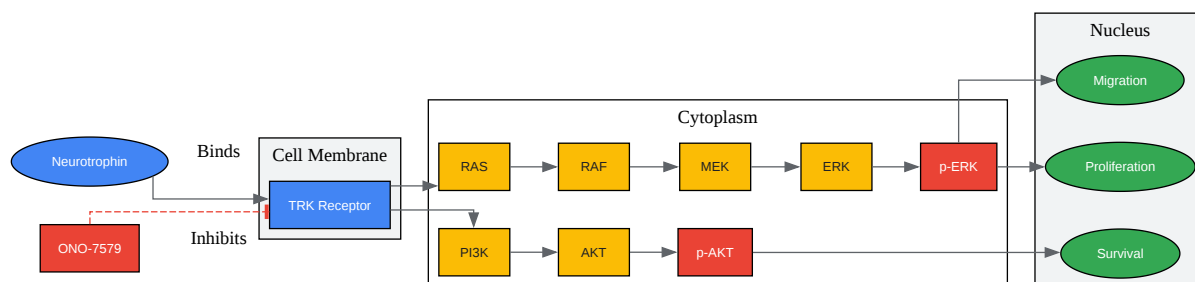 Nucleus
Migration
Cytoplasm
Neurotrophin
Binds
Cell Membrane
RAS
RAF
MEK
ERK
p-ERK
Proliferation
TRK Receptor
ONO-7579
Inhibits
PI3K
AKT
p-AKT
Survival